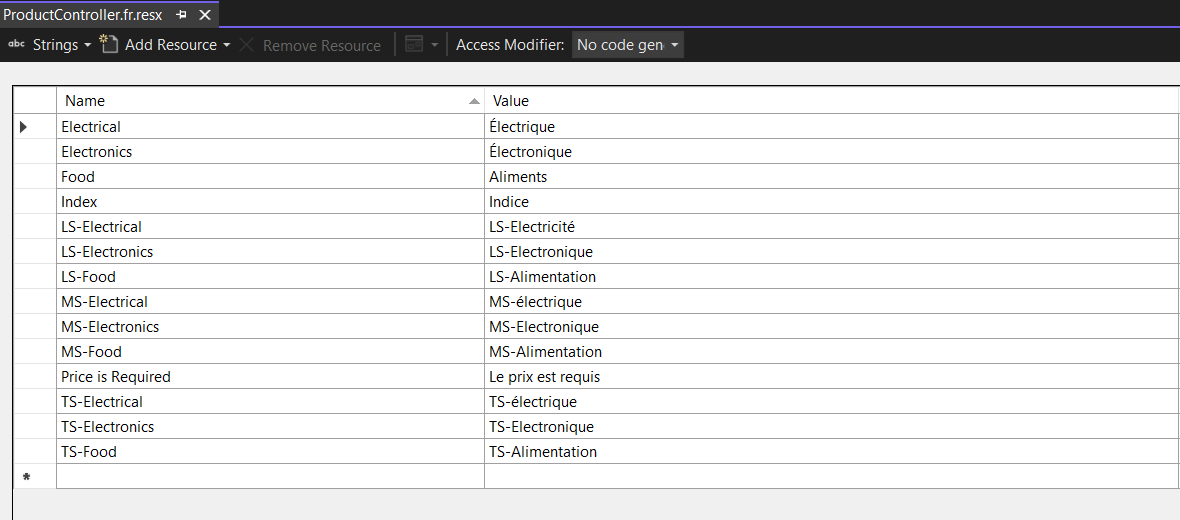 ProductController.fr.resx
abc Strings Add Resource Remove Resource Access Modifier: No code gen
Name Value
Electrical Électrique
Electronics Électronique
Food Aliments
Index Indice
LS-Electrical LS-Electricité
LS-Electronics LS-Electronique
LS-Food LS-Alimentation
MS-Electrical MS-électrique
MS-Electronics MS-Electronique
MS-Food MS-Alimentation
Price is Required Le prix est requis
TS-Electrical TS-électrique
TS-Electronics TS-Electronique
TS-Food TS-Alimentation
*